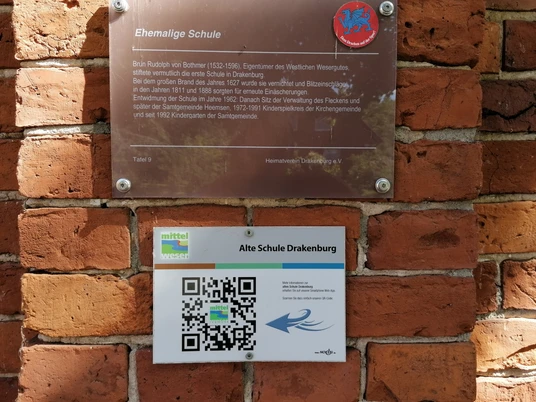 Ehemalige Schule
Brün Rudolph von Bothmer (1532-1596), Eigentümer des Westlichen Wesergutes
stiftete vermutlich die erste Schule in Drakenburg.
Bei dem großen Brand des Jahres 1627 wurde sie vernichtet und Blitzeinschläge
in den Jahren 1811 und 1888 sorgten für erneute Einäscherungen.
Entwidmung der Schule im Jahre 1962. Danach Sitz der Verwaltung des Fleckens und
später der Samtgemeinde Heemsen, 1972-1991 Kinderspielkreis der Kirchengemeinde
und seit 1992 Kindergarten der Samtgemeinde.
Tafel 9
Heimatverein Drakenburg e.V.
mittel
weser
Alte Schule Drakenburg
mittel
weser